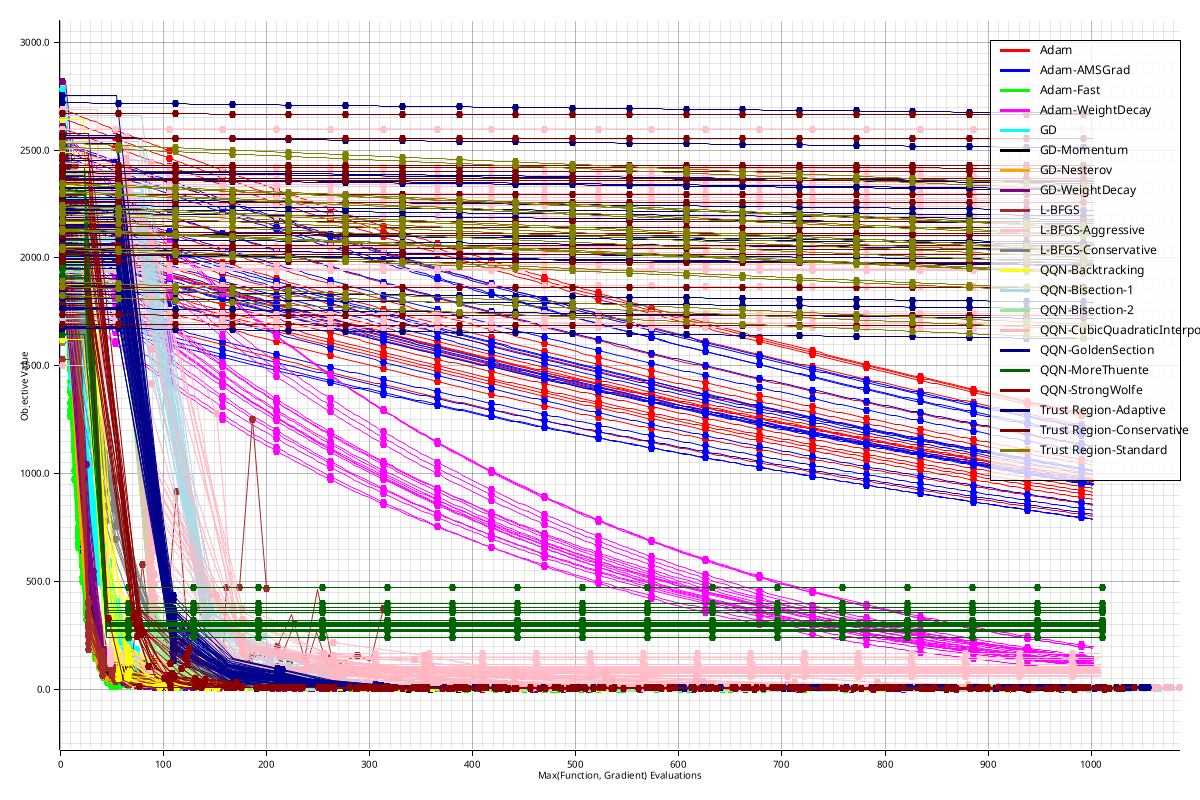 3000.0
2500.0
2000.0
1500.0
1000.0
500.0
0.0
Objective Value
0 100 200 300 400 500 600 700 800 900 1000
Max(Function, Gradient) Evaluations
Adam
Adam-AMSGrad
Adam-Fast
Adam-WeightDecay
GD
GD-Momentum
GD-Nesterov
GD-WeightDecay
L-BFGS
L-BFGS-Aggressive
L-BFGS-Conservative
QQN-Backtracking
QQN-Bisection-1
QQN-Bisection-2
QQN-CubicQuadraticInterpo
QQN-GoldenSection
QQN-MoreThuente
QQN-StrongWolfe
Trust Region-Adaptive
Trust Region-Conservative
Trust Region-Standard